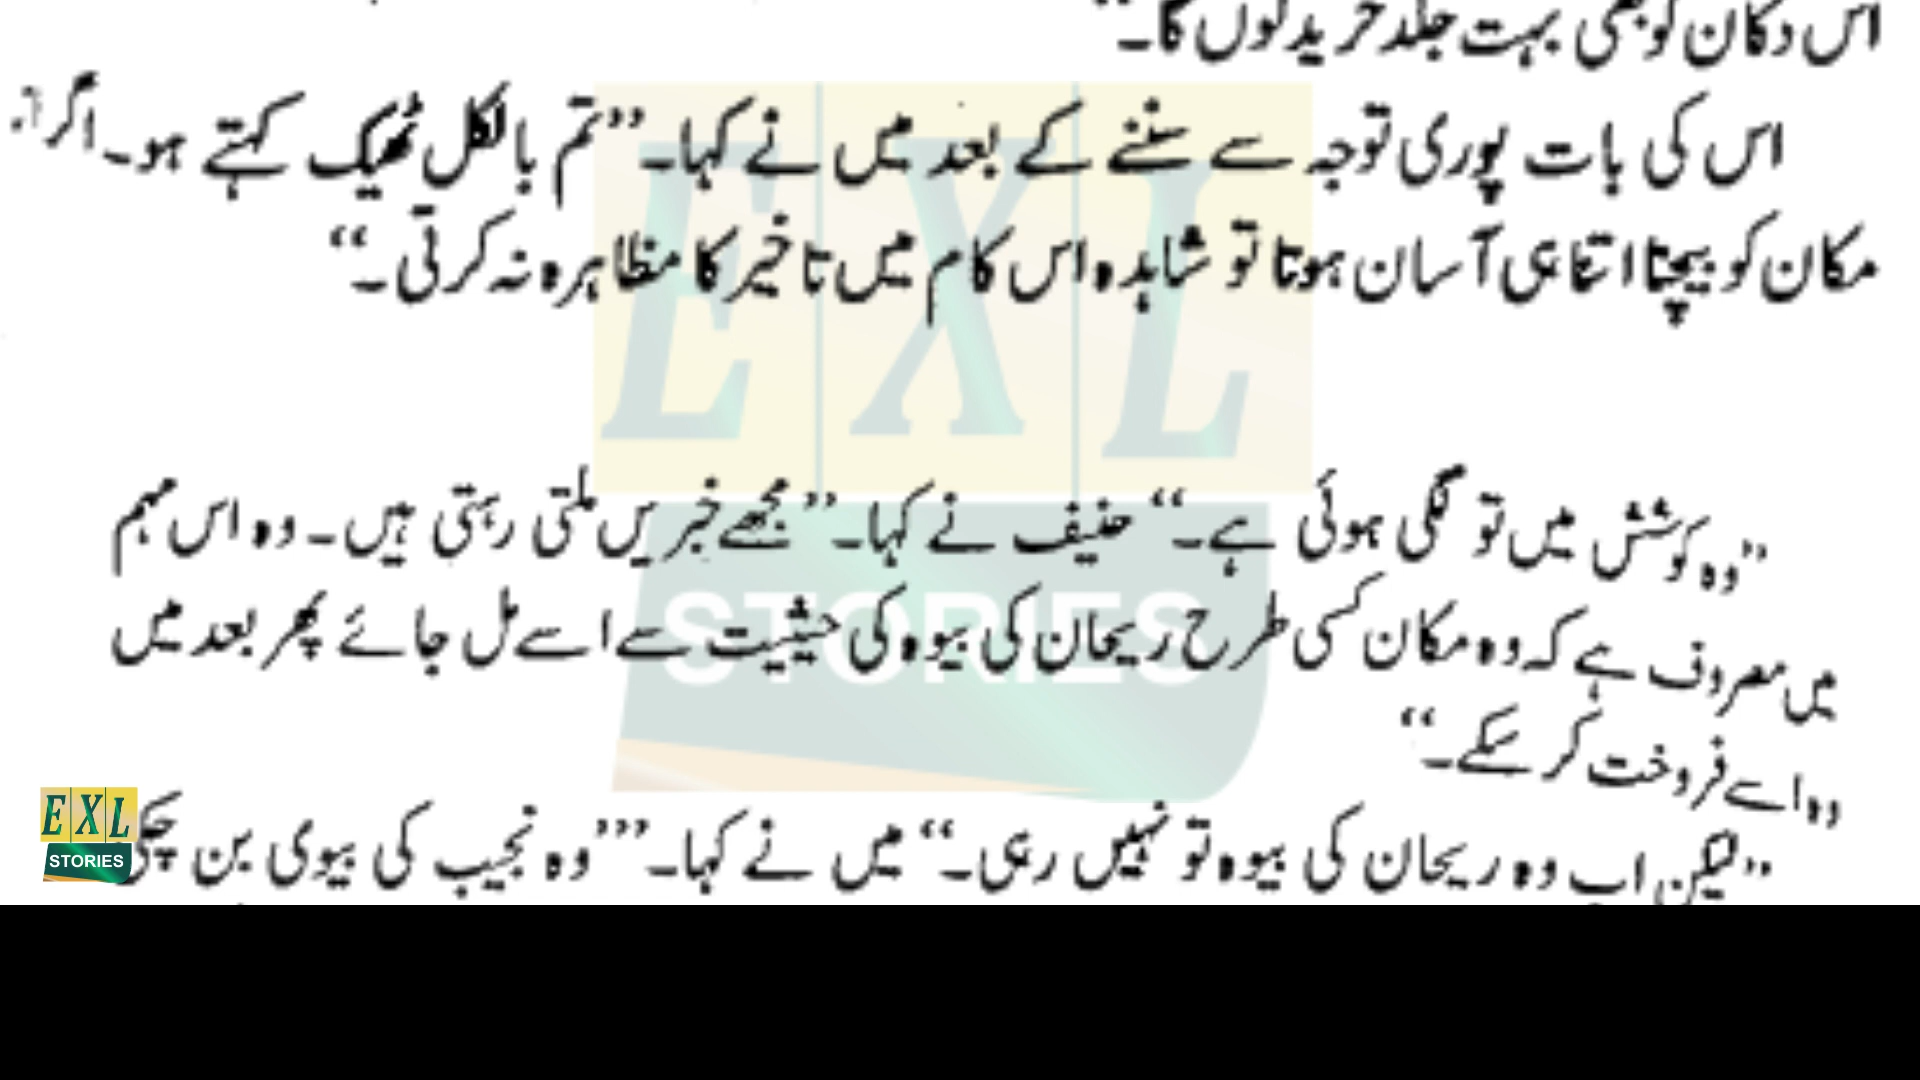 اس دکان کو بھی بہت جلد خرید لوں گا۔“
اس کی بات پوری توجہ سے سننے کے بعد میں نے کہا۔ ”تم بالکل ٹھیک کہتے ہو۔ اگر
مکان کو بیچنا اتنا ہی آسان ہوتا تو شاہدہ اس کام میں تاخیر کا مظاہرہ نہ کرتی۔“
”وہ کوشش میں تو لگی ہوئی ہے۔“ حنیف نے کہا۔ ”مجھے خبریں ملتی رہتی ہیں۔ وہ اس مہم
میں مصروف ہے کہ وہ مکان کسی طرح ریحان کی بیوہ کی حیثیت سے اسے مل جائے پھر بعد میں
وہ اسے فروخت کر سکے۔“
”لیکن اب وہ ریحان کی بیوہ تو نہیں رہی۔“ میں نے کہا۔ ”’وہ نجیب کی بیوی بن چکی
EXL
STORIES
EXL
STORIES